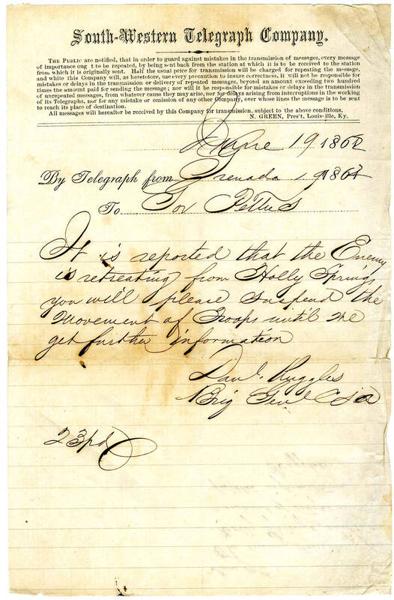 South-Western Telegraph Company.
The Public are notified, that in order to guard against mistakes in the transmission of messages, every message
of importance ought to be repeated, by being sent back from the station at which it is to be received to the station
from which it is originally sent. Half the usual price for transmission will be charged for repeating the message,
and while this Company will, as heretofore, use every precaution to insure correctness, it will not be responsible for
mistakes or delays in the transmission or delivery of repeated messages, beyond an amount exceeding two hundred
times the amount paid for sending the message; nor will it be responsible for mistakes or delays in the transmission
of unrepeated messages, from whatever cause they may arise, nor for delays arising from interruptions in the working
of its Telegraphs, nor for any mistake or omission of any other Company, over whose lines the message is to be sent
to reach its place of destination.
All messages will hereafter be received by this Company for transmission, subject to the above conditions.
N. GREEN, Pres't, Louisville, Ky.
June 19 1862
By Telegraph from Grenada 19 1862
To Gov Pettus
It is reported that the Enemy
is retreating from Holly Springs
you will please suspend the
Movement of Troops until we
get further information
Danl. Ruggles
Brig Genl C S A
23pd